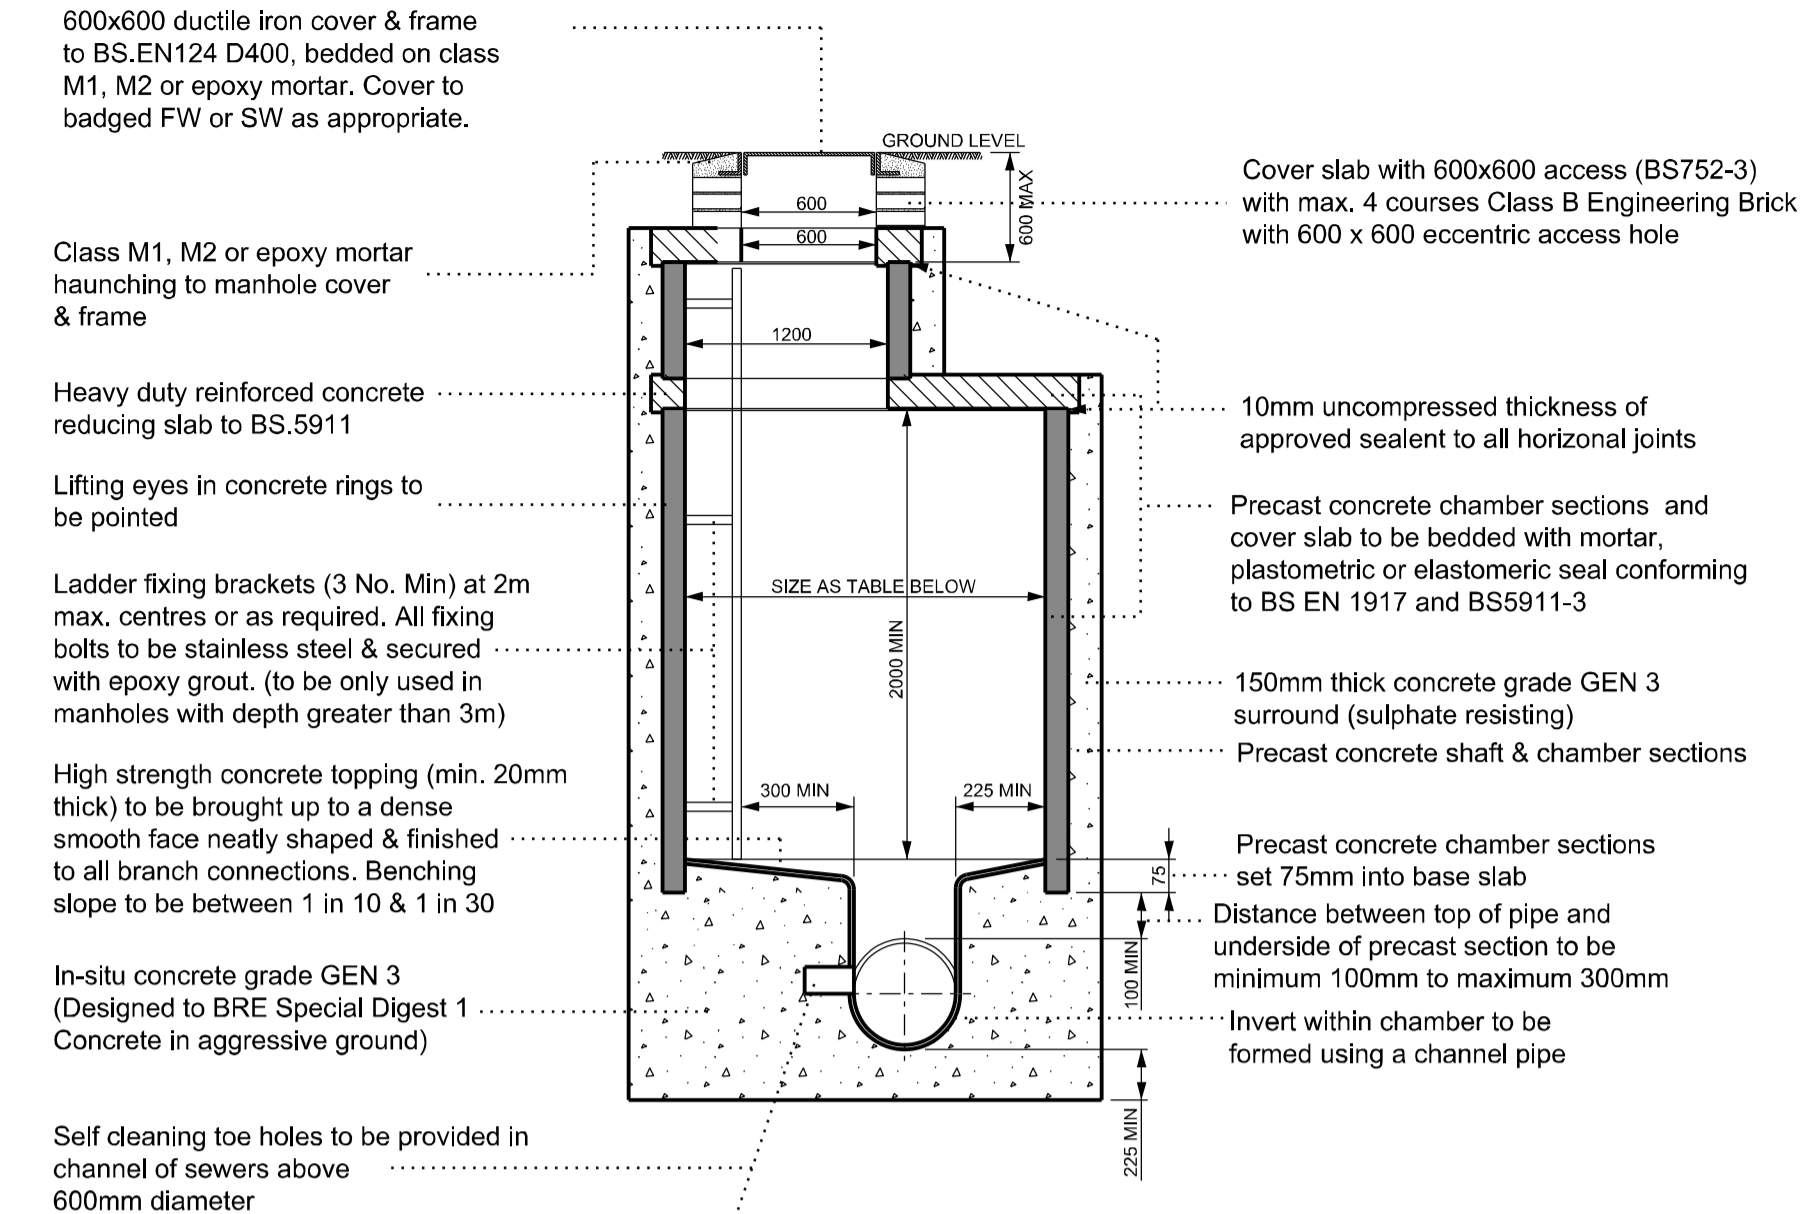 600x600 ductile iron cover & frame
to BS.EN124 D400, bedded on class
M1, M2 or epoxy mortar. Cover to
badged FW or SW as appropriate.
Class M1, M2 or epoxy mortar
haunching to manhole cover
& frame
Heavy duty reinforced concrete
reducing slab to BS.5911
Lifting eyes in concrete rings to
be pointed
Ladder fixing brackets (3 No. Min) at 2m
max. centres or as required. All fixing
bolts to be stainless steel & secured
with epoxy grout. (to be only used in
manholes with depth greater than 3m)
High strength concrete topping (min. 20mm
thick) to be brought up to a dense
smooth face neatly shaped & finished
to all branch connections. Benching
slope to be between 1 in 10 & 1 in 30
In-situ concrete grade GEN 3
(Designed to BRE Special Digest 1
Concrete in aggressive ground)
Self cleaning toe holes to be provided in
channel of sewers above
600mm diameter
GROUND LEVEL
600 MAX
600
600
1200
SIZE AS TABLE BELOW
2000 MIN
300 MIN
225 MIN
75
100 MIN
225 MIN
Cover slab with 600x600 access (BS752-3)
with max. 4 courses Class B Engineering Brick
with 600 x 600 eccentric access hole
10mm uncompressed thickness of
approved sealent to all horizonal joints
Precast concrete chamber sections and
cover slab to be bedded with mortar,
plastometric or elastomeric seal conforming
to BS EN 1917 and BS5911-3
150mm thick concrete grade GEN 3
surround (sulphate resisting)
Precast concrete shaft & chamber sections
Precast concrete chamber sections
set 75mm into base slab
Distance between top of pipe and
underside of precast section to be
minimum 100mm to maximum 300mm
Invert within chamber to be
formed using a channel pipe